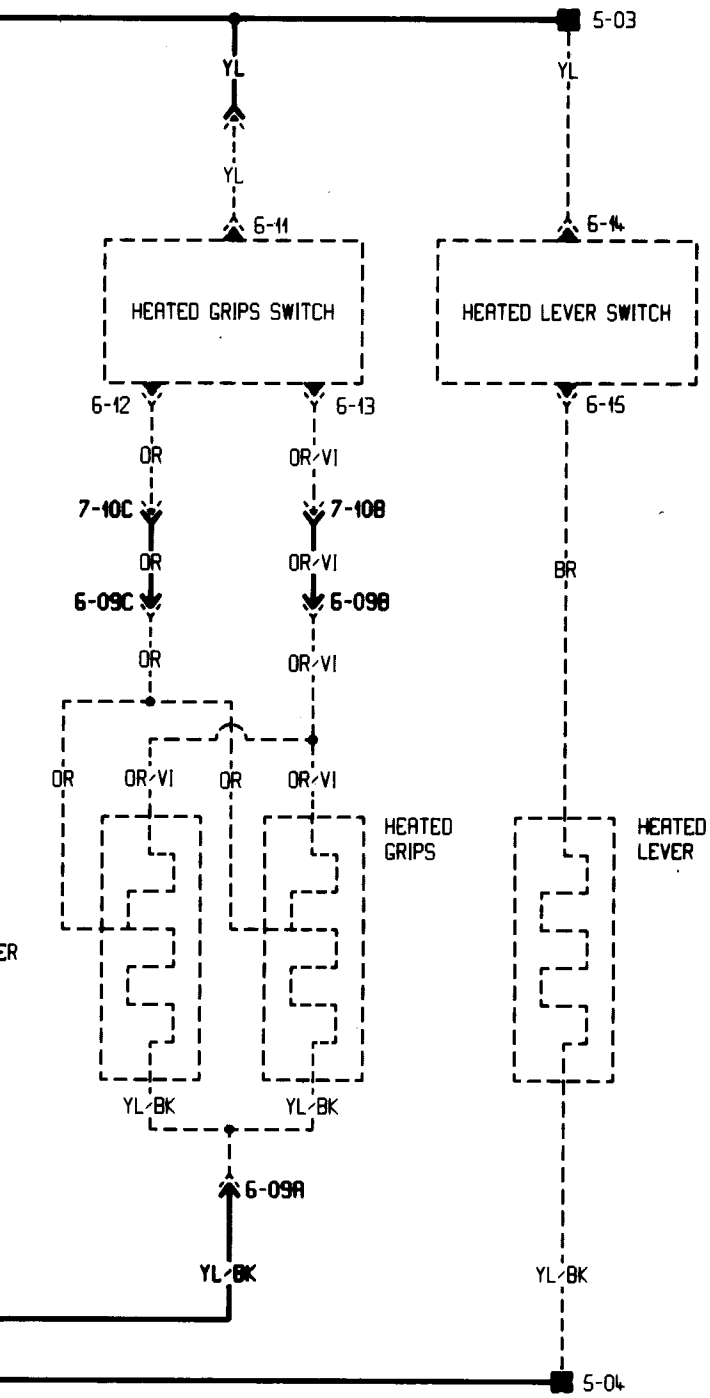 5-03
YL
YL
YL
6-11
6-14
HEATED GRIPS SWITCH
HEATED LEVER SWITCH
6-12
6-13
6-15
OR
OR/VI
7-10C
7-10B
OR
OR/VI
BR
6-09C
6-09B
OR
OR/VI
OR
OR/VI
OR
OR/VI
HEATED
GRIPS
HEATED
LEVER
ER
YL/BK
YL/BK
6-09A
YL/BK
YL/BK
5-04